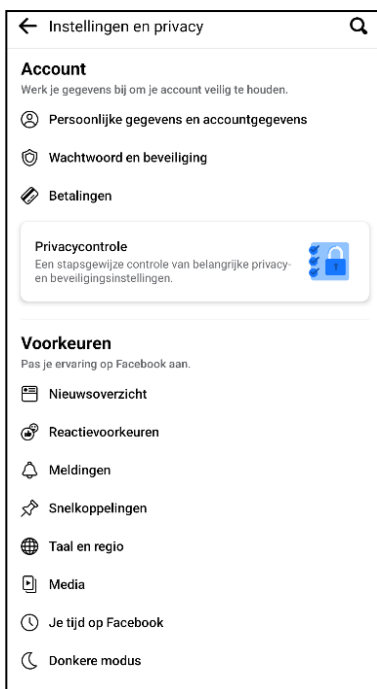 Instellingen en privacy
Account
Werk je gegevens bij om je account veilig te houden.
Persoonlijke gegevens en accountgegevens
Wachtwoord en beveiliging
Betalingen
Privacycontrole
Een stapsgewijze controle van belangrijke privacy-
en beveiligingsinstellingen.
Voorkeuren
Pas je ervaring op Facebook aan.
Nieuwsoverzicht
Reactievoorkeuren
Meldingen
Snelkoppelingen
Taal en regio
Media
Je tijd op Facebook
Donkere modus